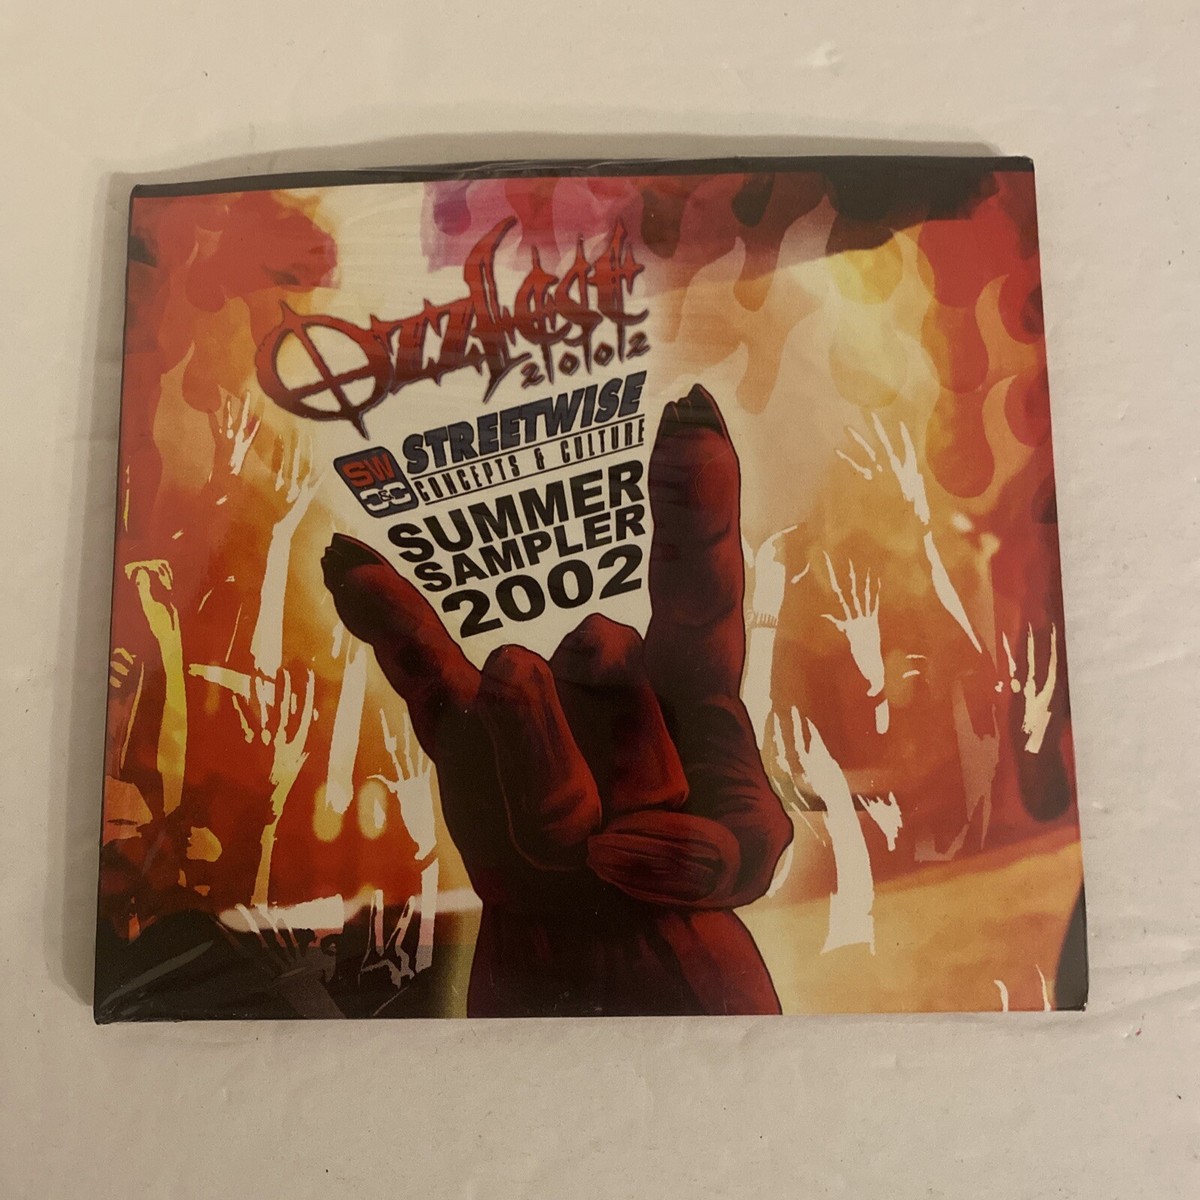 Ozzfest
2002
SW
C&C
STREETWISE
CONCEPTS & CULTURE
SUMMER
SAMPLER
2002